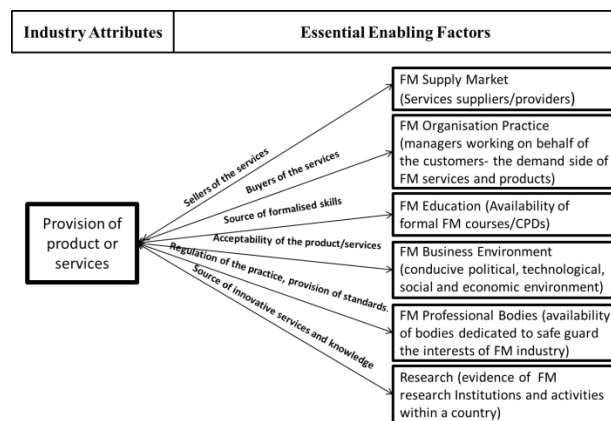 Industry Attributes
Essential Enabling Factors
Provision of
product or
services
Sellers of the services
Buyers of the services
Source of formalised skills
Acceptability of the product/services
Regulation of the practice, provision of standards.
Source of innovative services and knowledge
FM Supply Market
(Services suppliers/providers)
FM Organisation Practice
(managers working on behalf of
the customers- the demand side of
FM services and products)
FM Education (Availability of
formal FM courses/CPDs)
FM Business Environment
(conducive political, technological,
social and economic environment)
FM Professional Bodies (availability
of bodies dedicated to safe guard
the interests of FM industry)
Research (evidence of FM
research Institutions and activities
within a country)